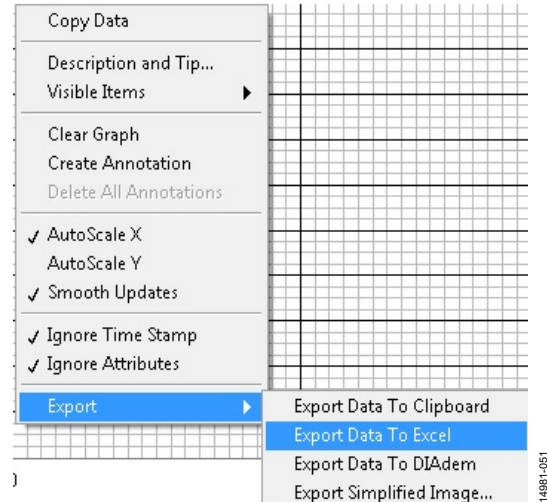 Copy Data
Description and Tip...
Visible Items
Clear Graph
Create Annotation
Delete All Annotations
AutoScale X
AutoScale Y
Smooth Updates
Ignore Time Stamp
Ignore Attributes
Export
Export Data To Clipboard
Export Data To Excel
Export Data To DIAdem
Export Simplified Image...
14981-051